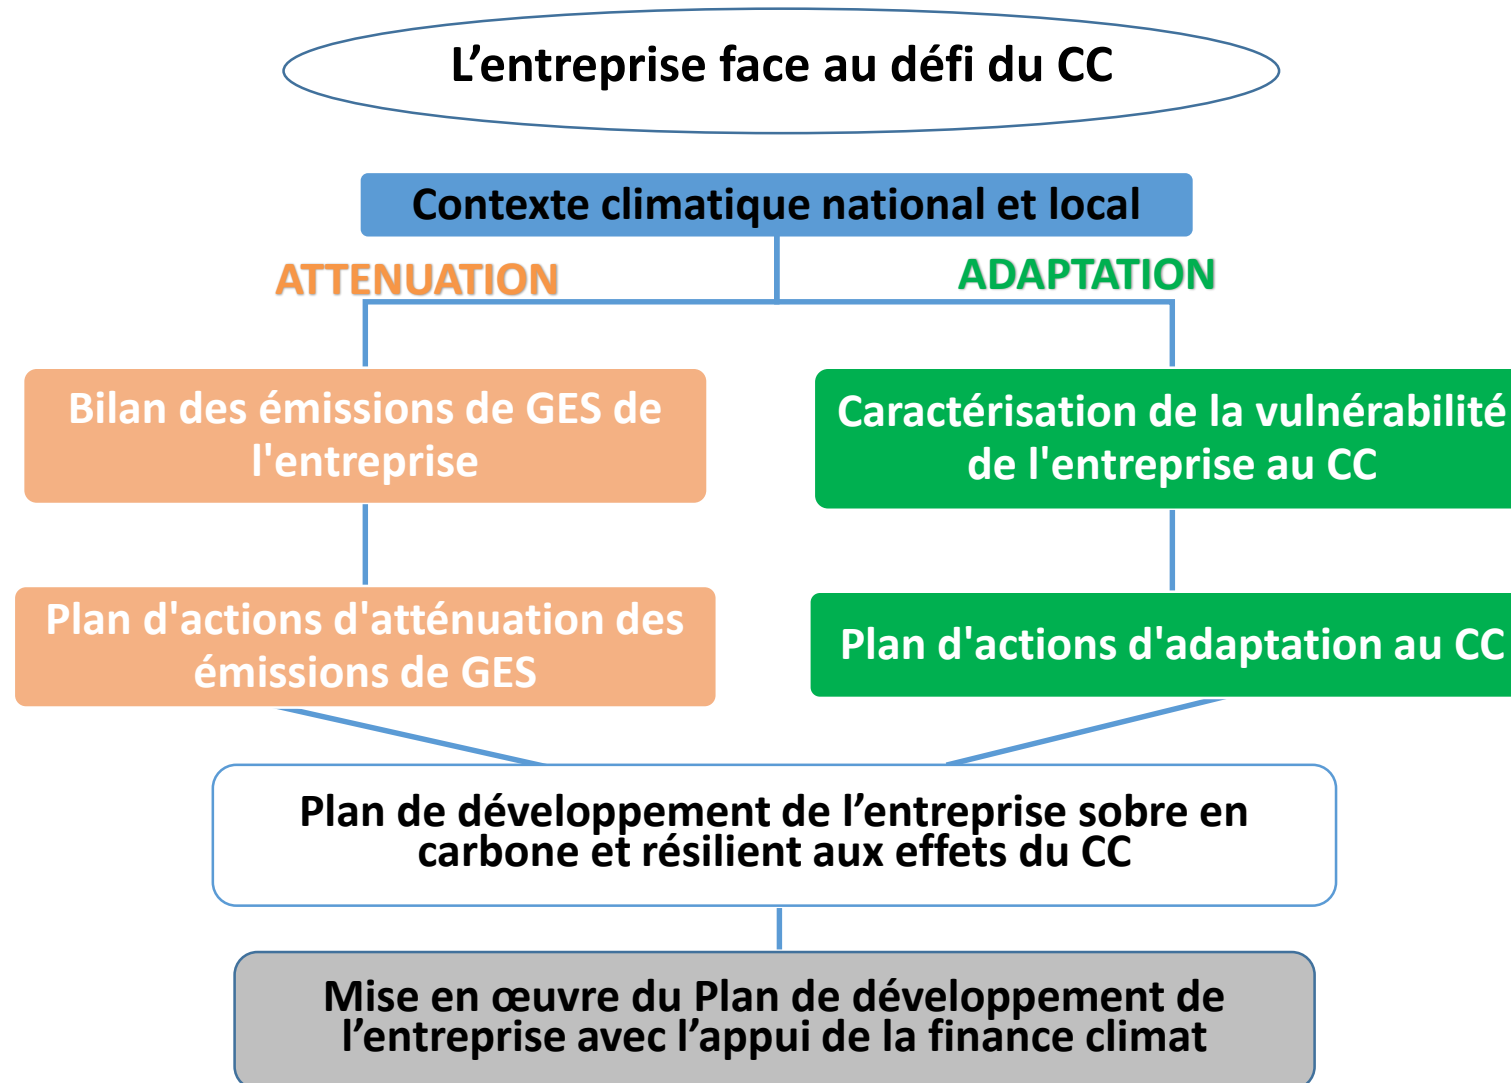 L’entreprise face au défi du CC
Contexte climatique national et local
ATTENUATION
ADAPTATION
Bilan des émissions de GES de
l'entreprise
Caractérisation de la vulnérabilité
de l'entreprise au CC
Plan d'actions d'atténuation des
émissions de GES
Plan d'actions d'adaptation au CC
Plan de développement de l’entreprise sobre en
carbone et résilient aux effets du CC
Mise en œuvre du Plan de développement de
l’entreprise avec l’appui de la finance climat